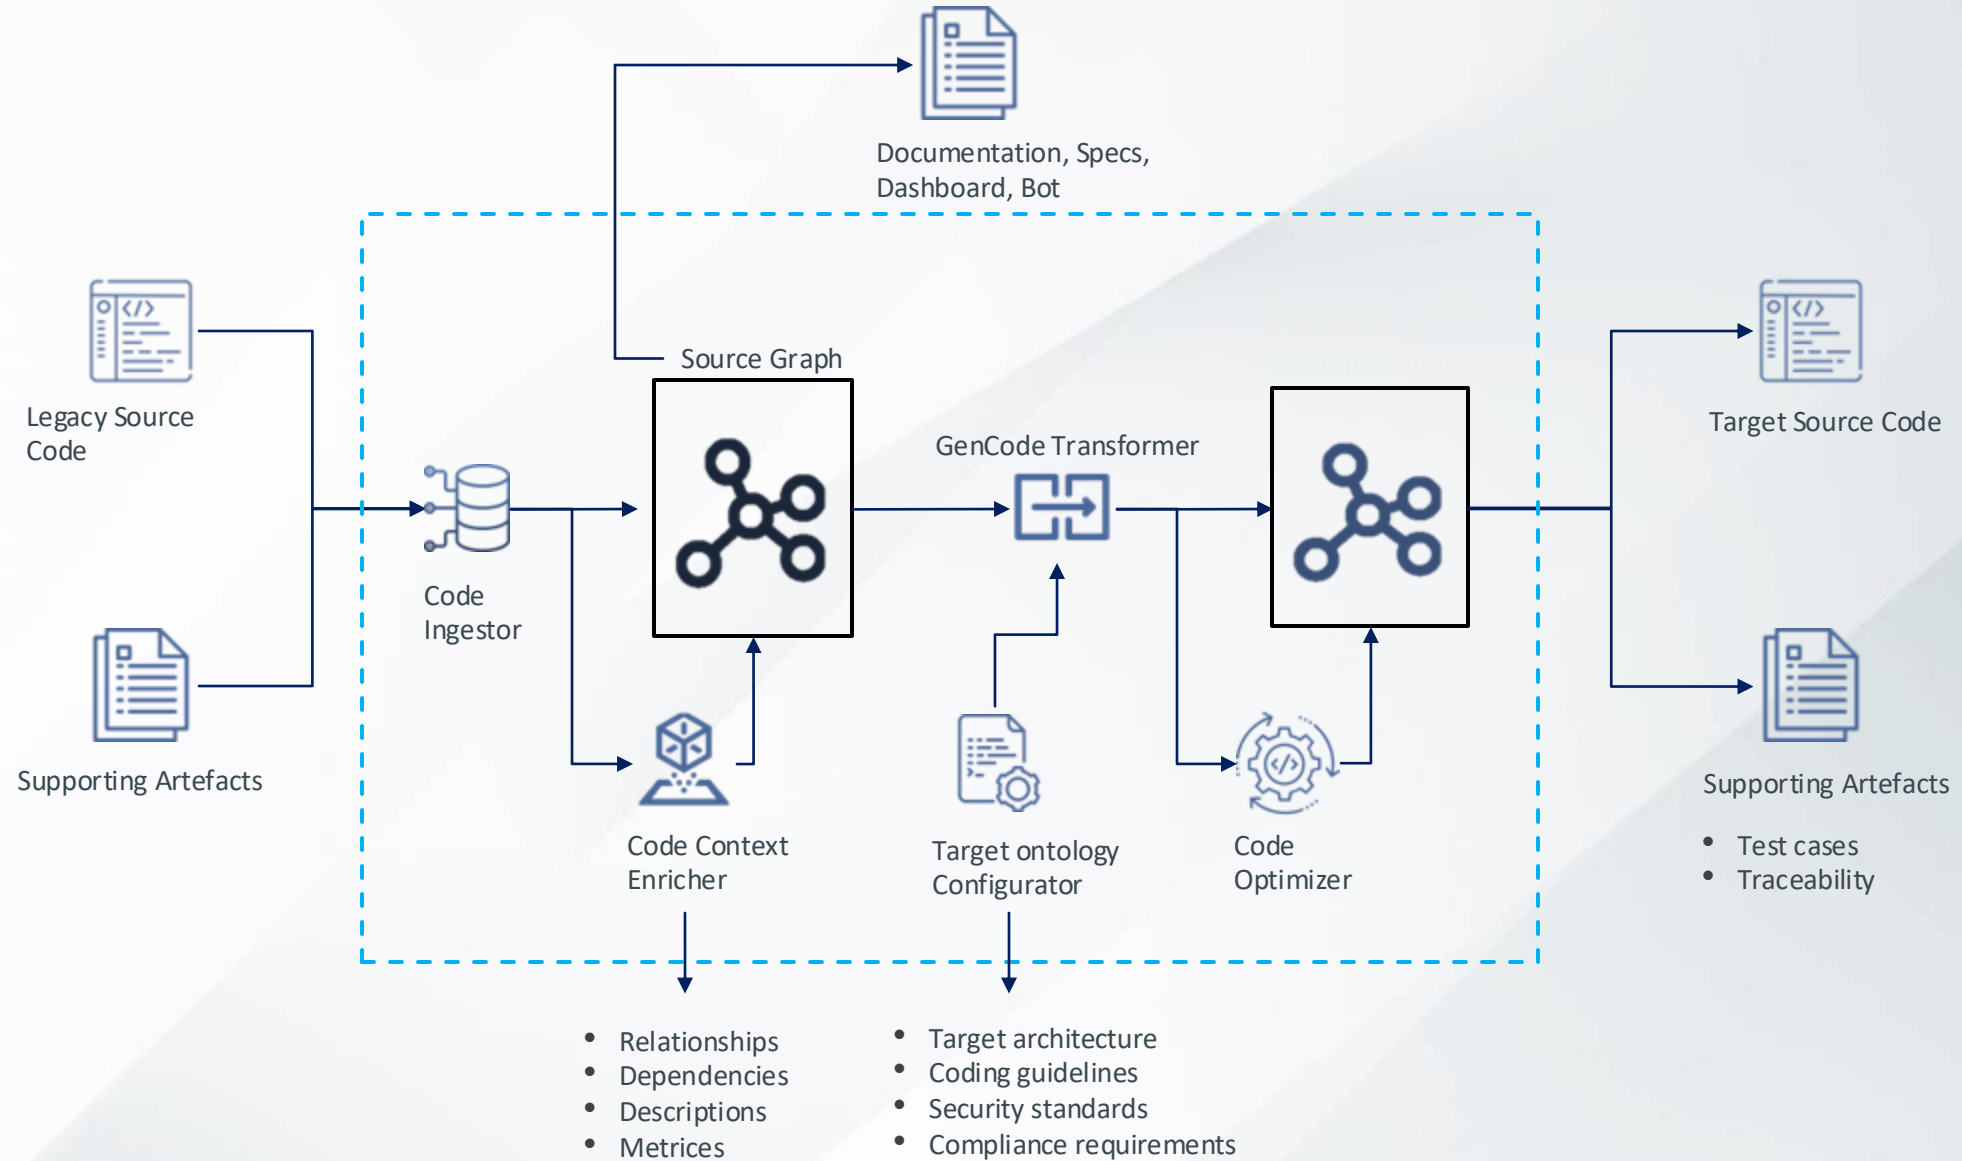 Documentation, Specs,
Dashboard, Bot
Legacy Source
Code
Source Graph
GenCode Transformer
Target Source Code
Code
Ingestor
Supporting Artefacts
Code Context
Enricher
Target ontology
Configurator
Code
Optimizer
Supporting Artefacts
• Test cases
• Traceability
• Relationships
• Dependencies
• Descriptions
• Metrices
• Target architecture
• Coding guidelines
• Security standards
• Compliance requirements